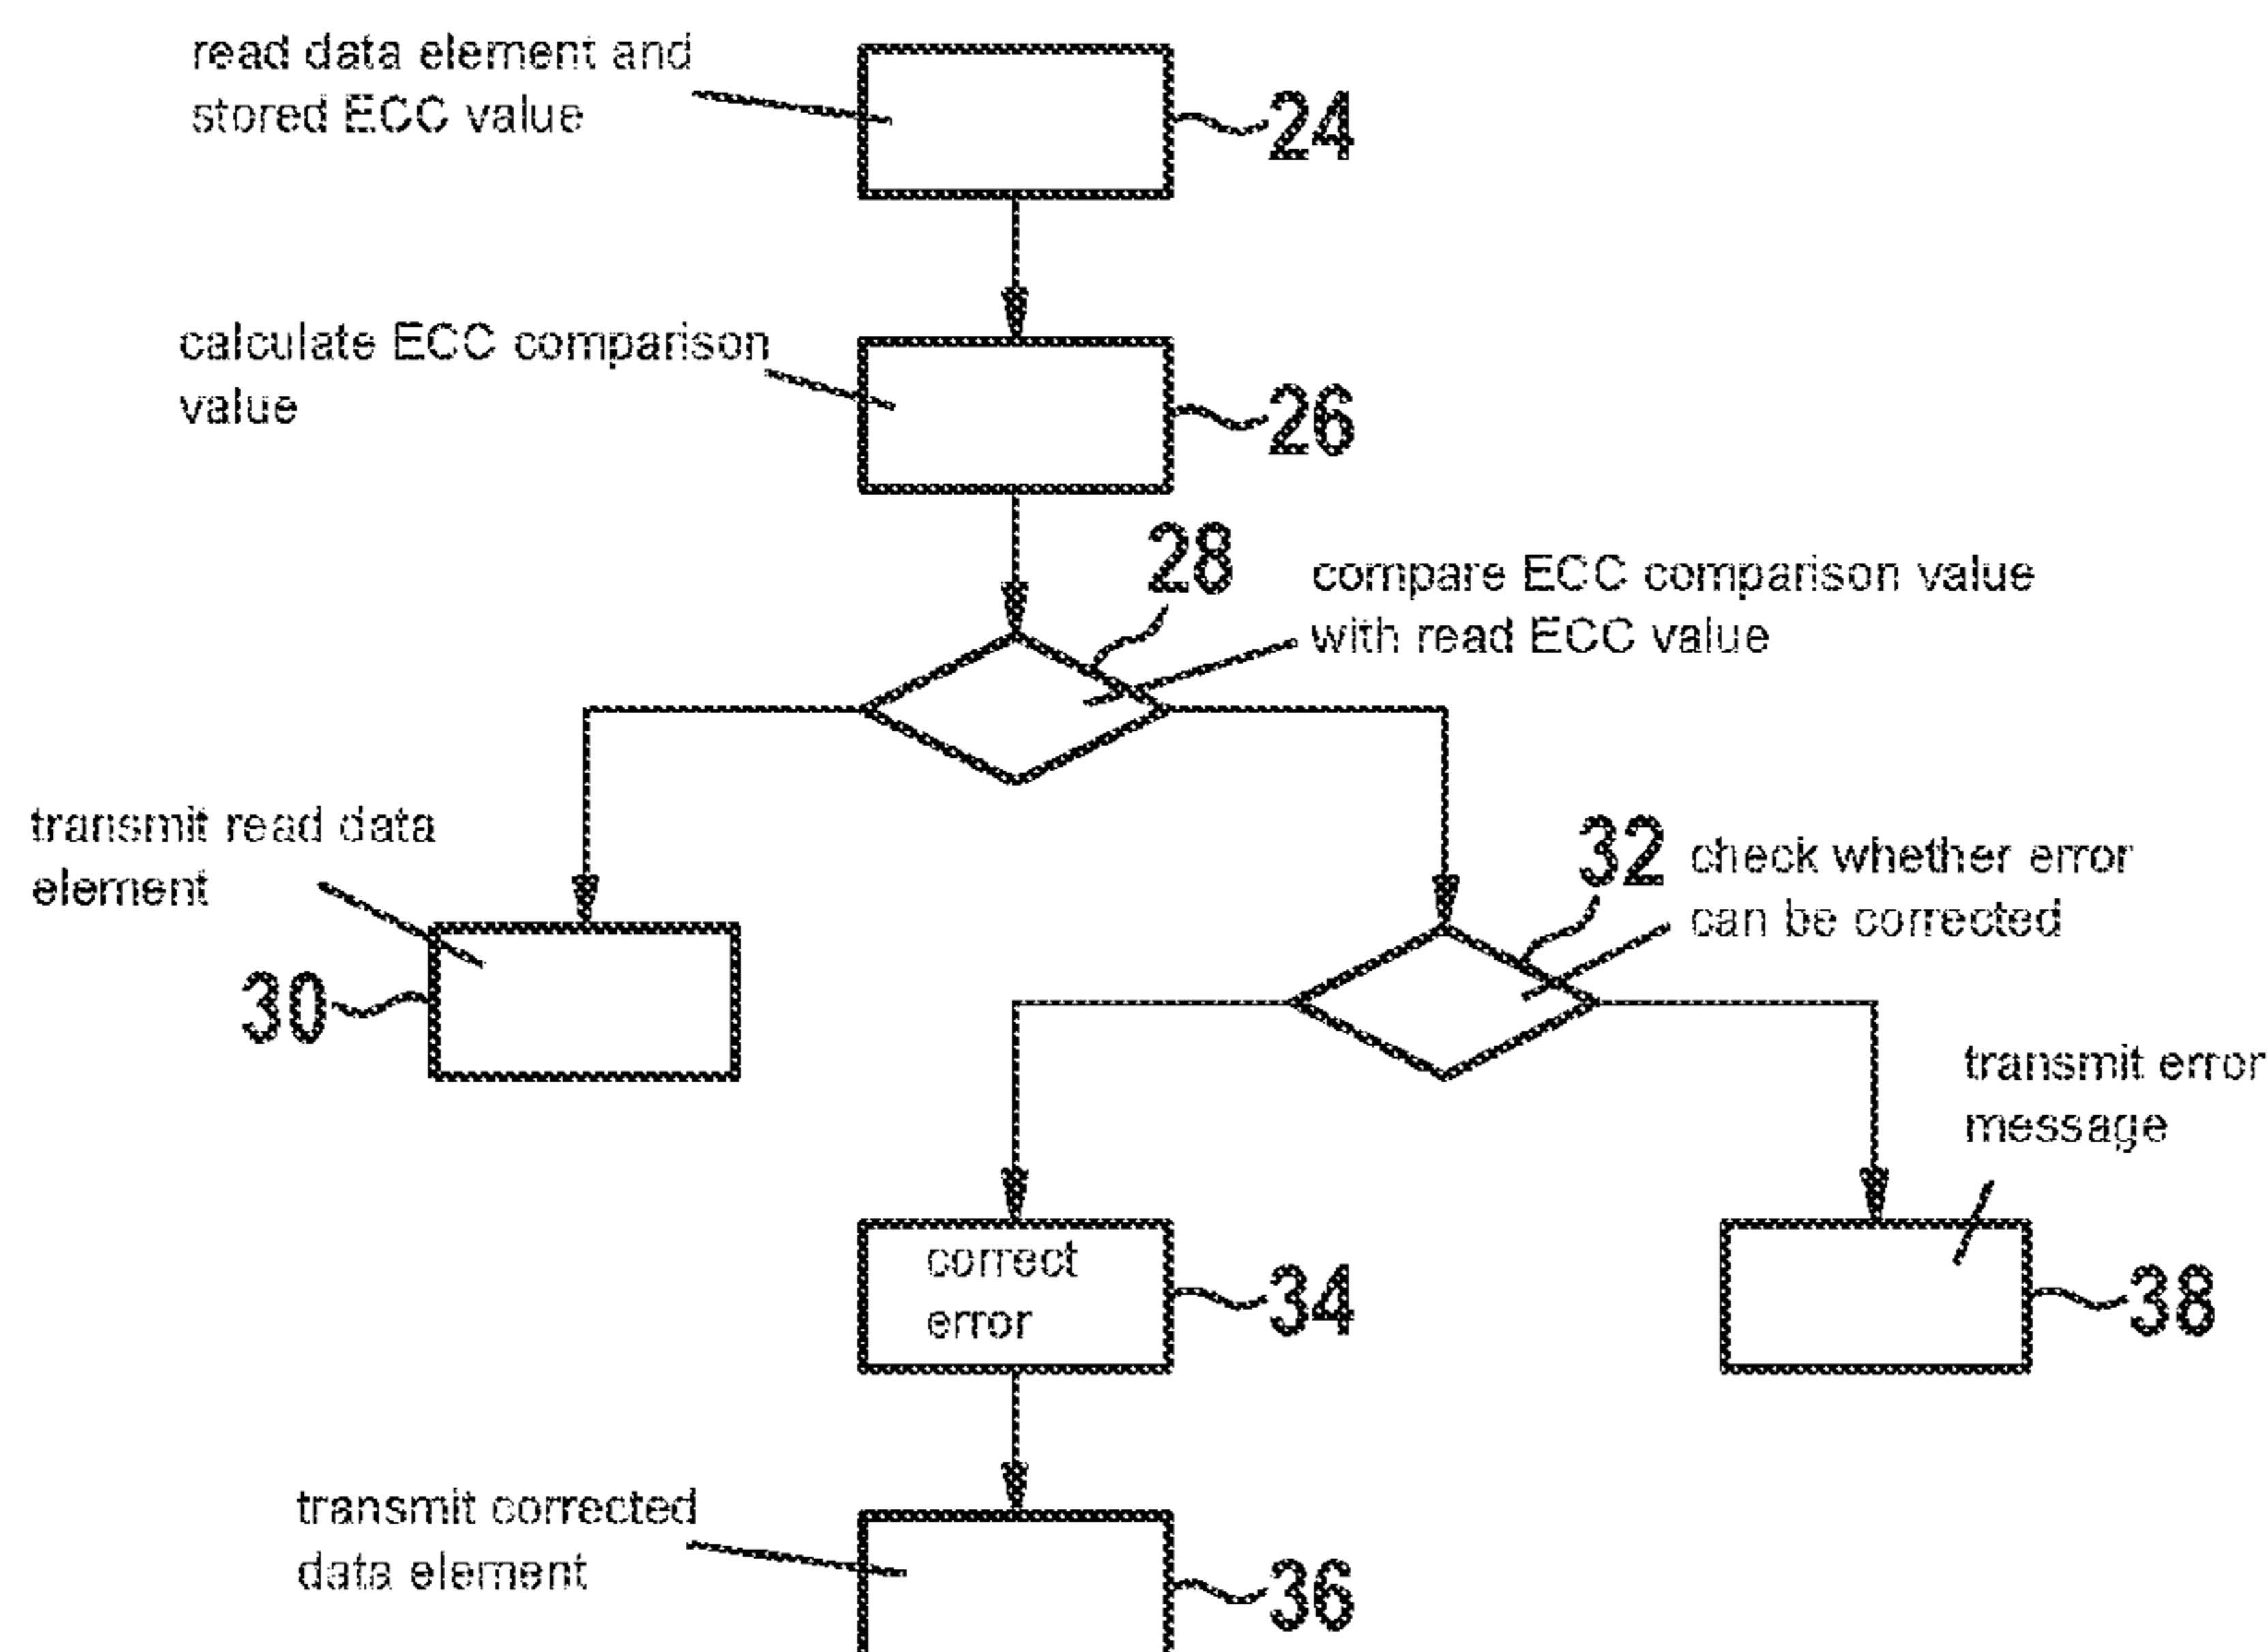 read data element and
stored ECC value
24
calculate ECC comparison
value
26
28
compare ECC comparison value
with read ECC value
transmit read data
element
30
32
check whether error
can be corrected
transmit error
message
correct
error
34
38
transmit corrected
data element
36